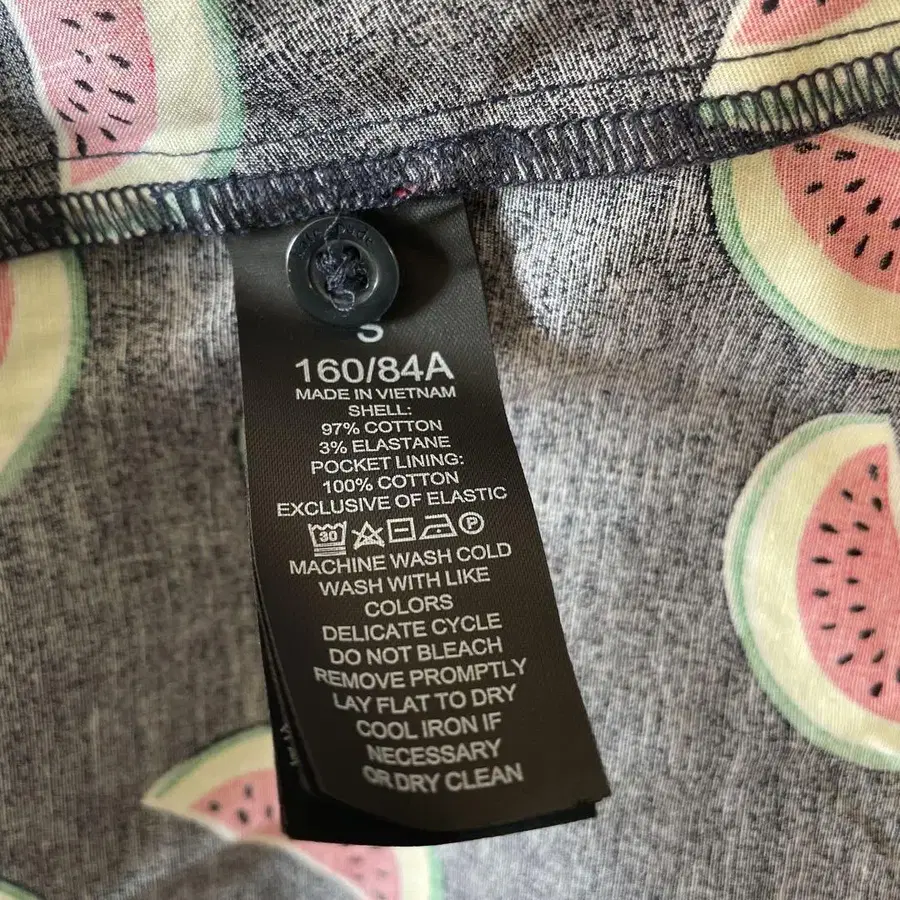 S
160/84A
MADE IN VIETNAM
SHELL:
97% COTTON
3% ELASTANE
POCKET LINING:
100% COTTON
EXCLUSIVE OF ELASTIC
30 P
MACHINE WASH COLD
WASH WITH LIKE
COLORS
DELICATE CYCLE
DO NOT BLEACH
REMOVE PROMPTLY
LAY FLAT TO DRY
COOL IRON IF
NECESSARY
OR DRY CLEAN